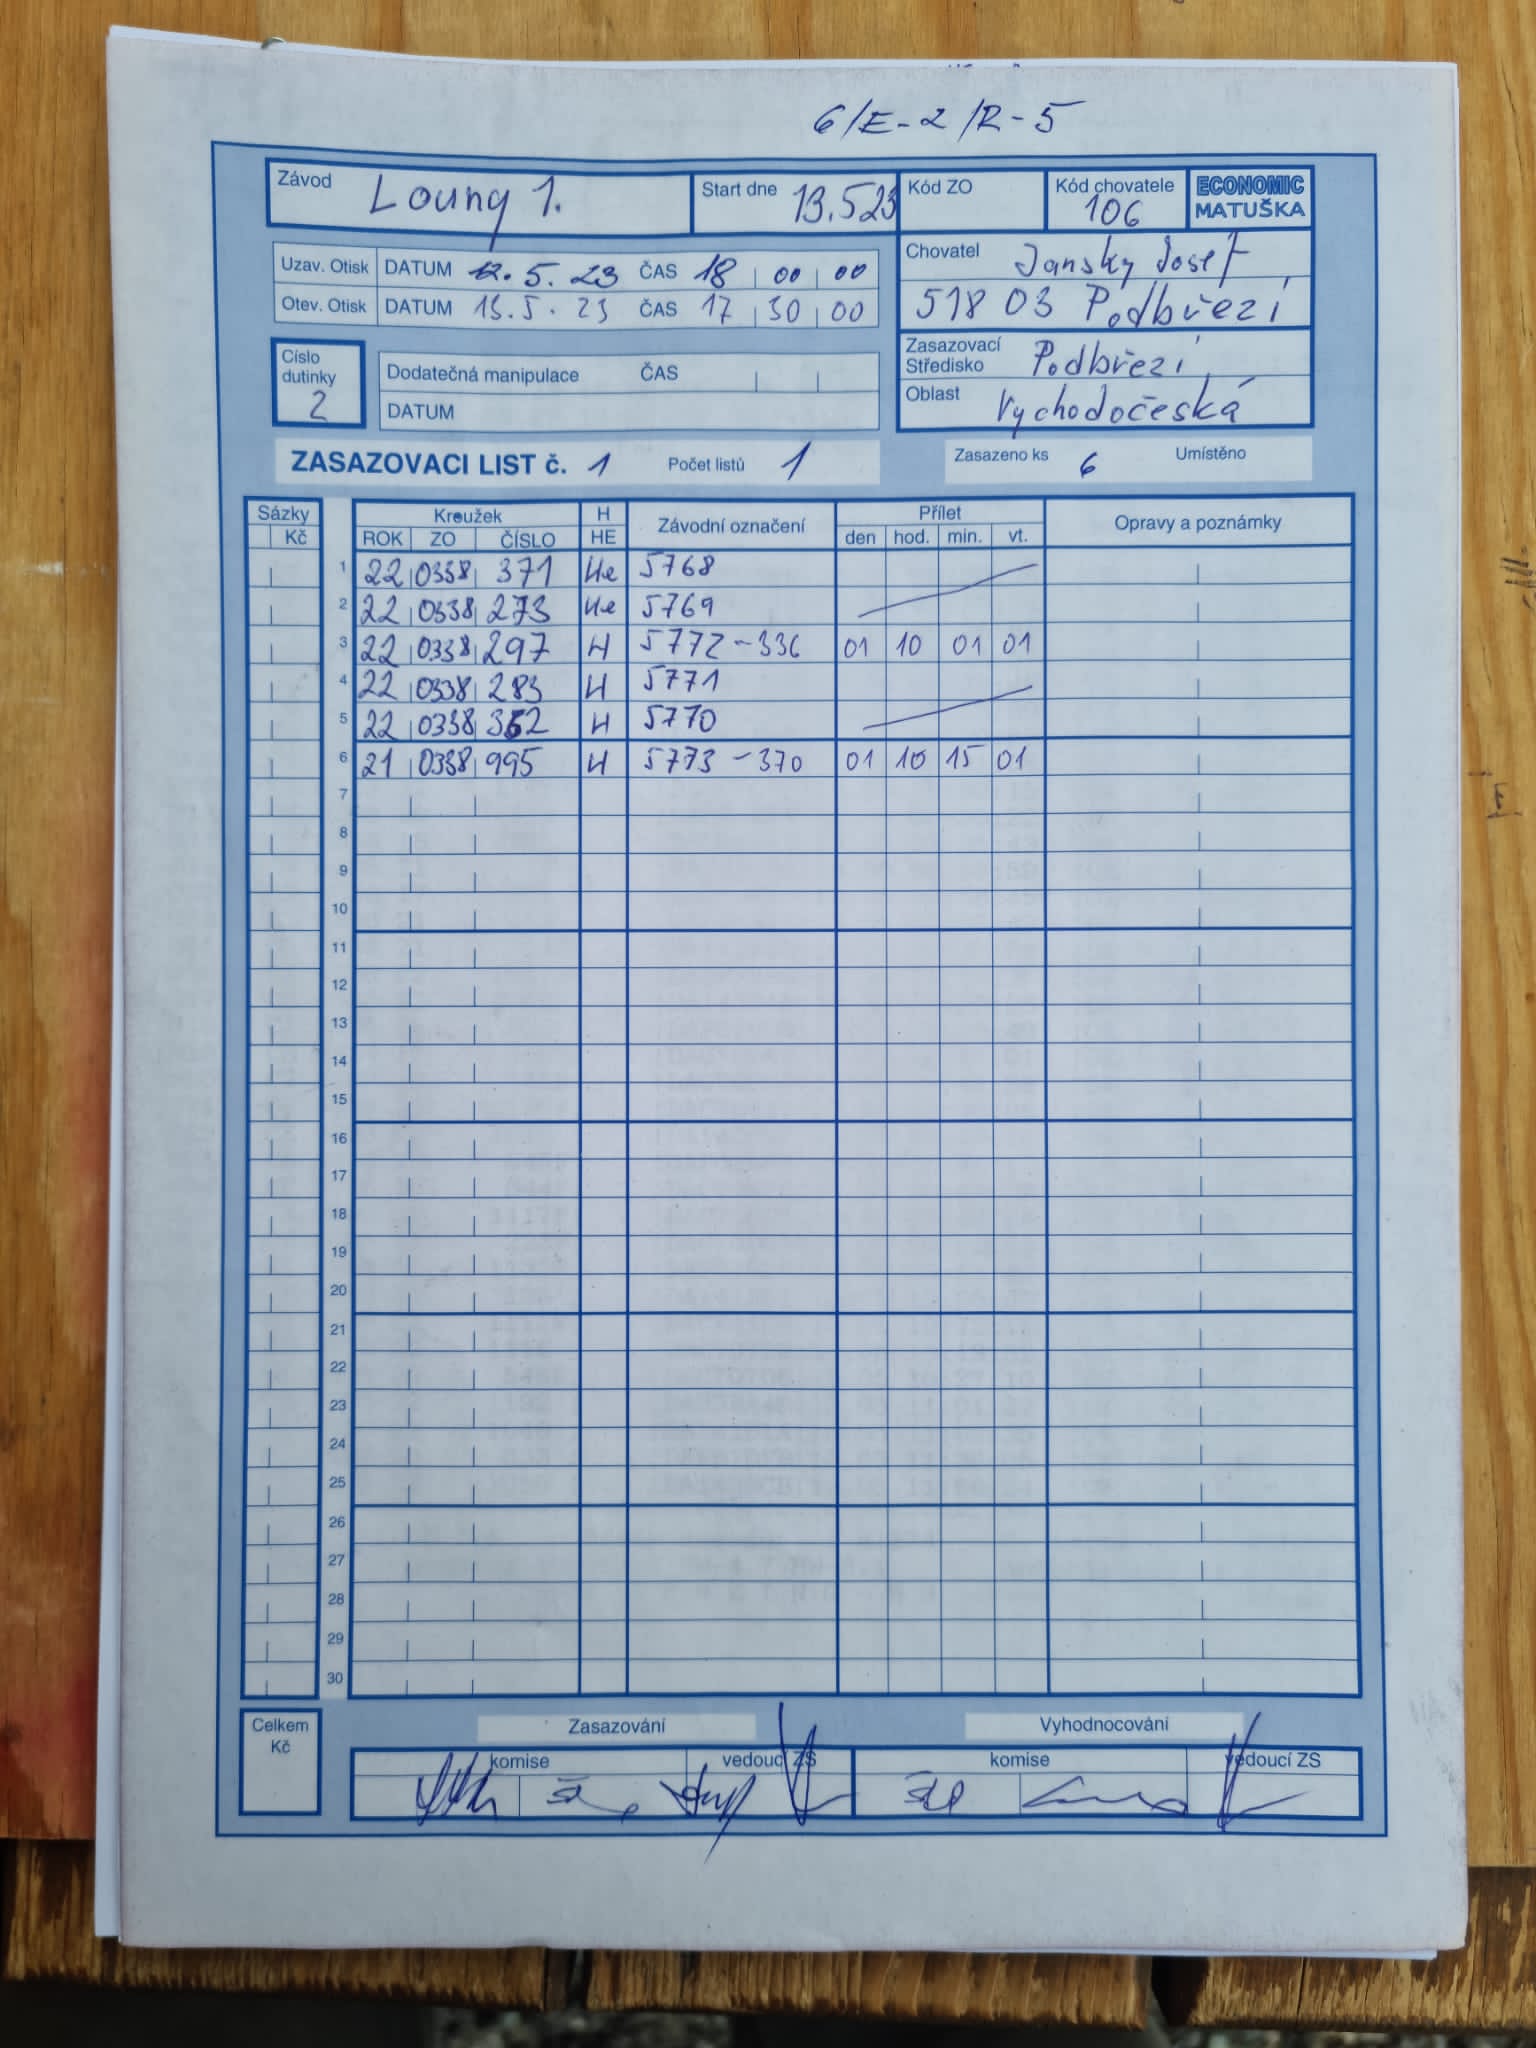 6/E-2/R-5
Závod Louny 1. Start dne 13.523 Kód ZO Kód chovatele 106 ECONOMIC MATUŠKA
Uzav. Otisk DATUM 12.5.23 ČAS 18 00 00
Otev. Otisk DATUM 13.5.23 ČAS 17 30 00
Chovatel Jansky Josef
518 03 Podbřezí
Číslo dutinky 2
Dodatečná manipulace ČAS
DATUM
Zasazovací Středisko Podbřezí
Oblast Vychodočeská
ZASAZOVACI LIST č. 1 Počet listů 1 Zasazeno ks 6 Umístěno
Sázky Kroužek H Závodní označení Přílet Opravy a poznámky
Kč ROK ZO ČÍSLO HE den hod. min. vt.
1 22 0338 371 He 5768
2 22 0338 273 He 5769
3 22 0338 297 H 5772-336 01 10 01 01
4 22 0338 283 H 5771
5 22 0338 362 H 5770
6 21 0338 995 H 5773-370 01 10 15 01
7
8
9
10
11
12
13
14
15
16
17
18
19
20
21
22
23
24
25
26
27
28
29
30
Celkem Kč Zasazování Vyhodnocování
komise vedoucí ZS komise vedoucí ZS